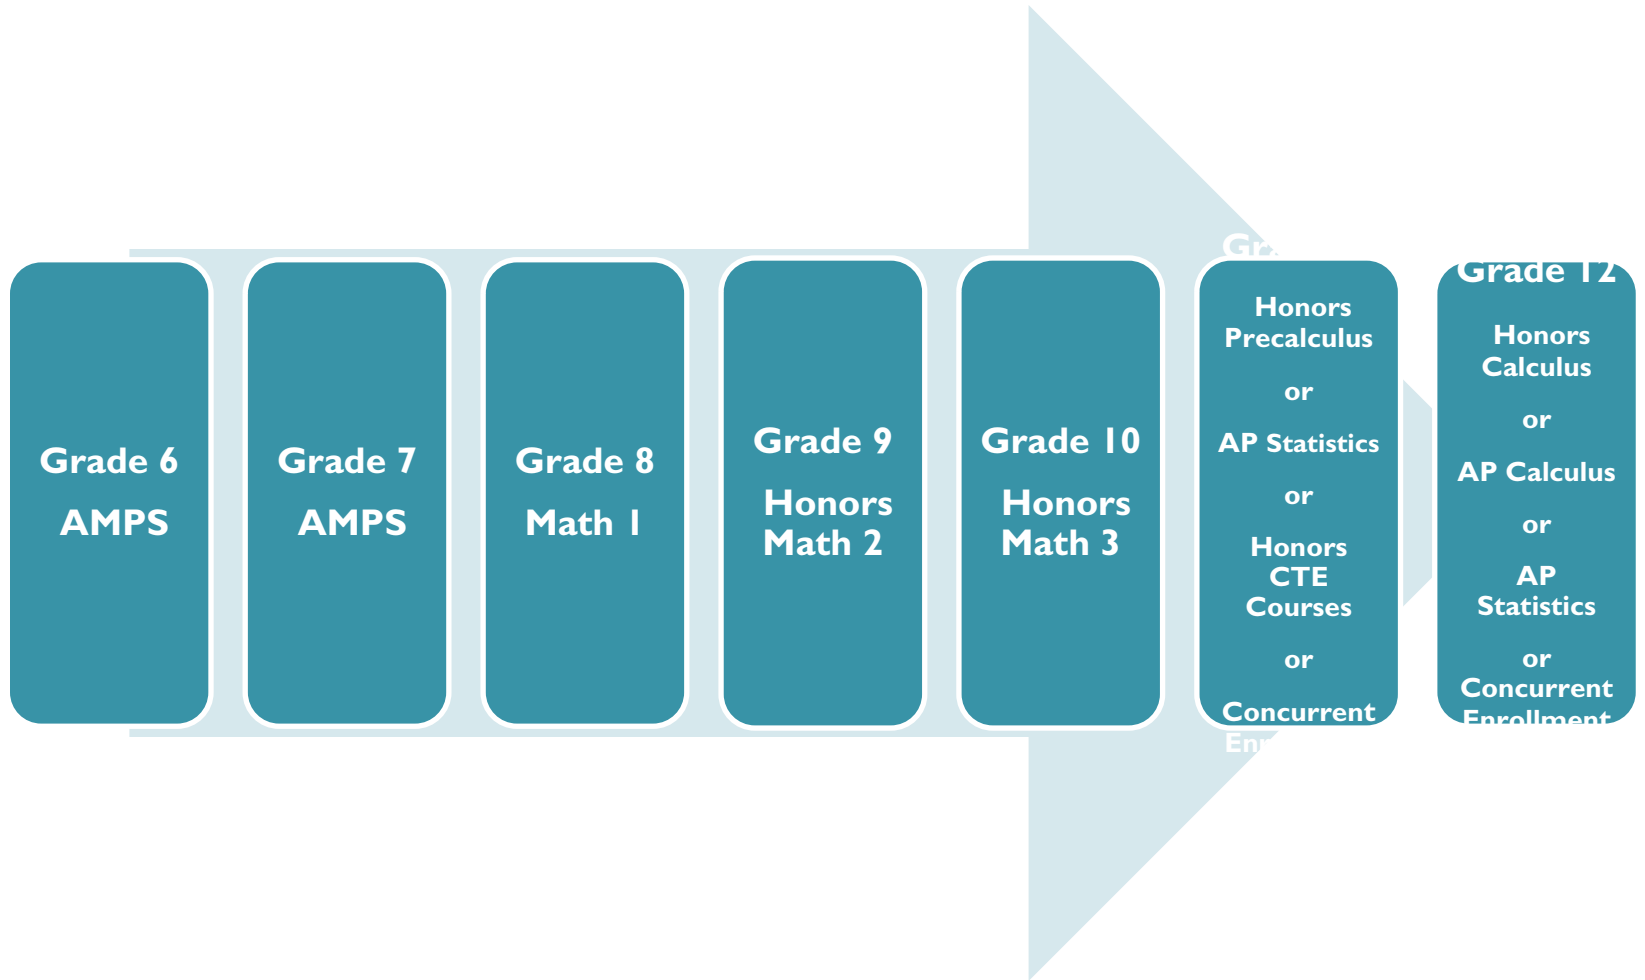 Grade 6
AMPS
Grade 7
AMPS
Grade 8
Math 1
Grade 9
Honors
Math 2
Grade 10
Honors
Math 3
Honors
Precalculus
or
AP Statistics
or
Honors
CTE
Courses
or
Concurrent
Grade 12
Honors
Calculus
or
AP Calculus
or
AP
Statistics
or
Concurrent
Enrollment